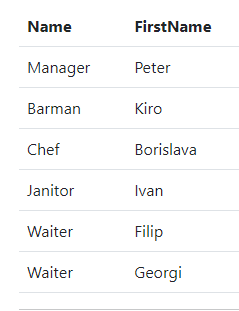 Name FirstName
Manager Peter
Barman Kiro
Chef Borislava
Janitor Ivan
Waiter Filip
Waiter Georgi